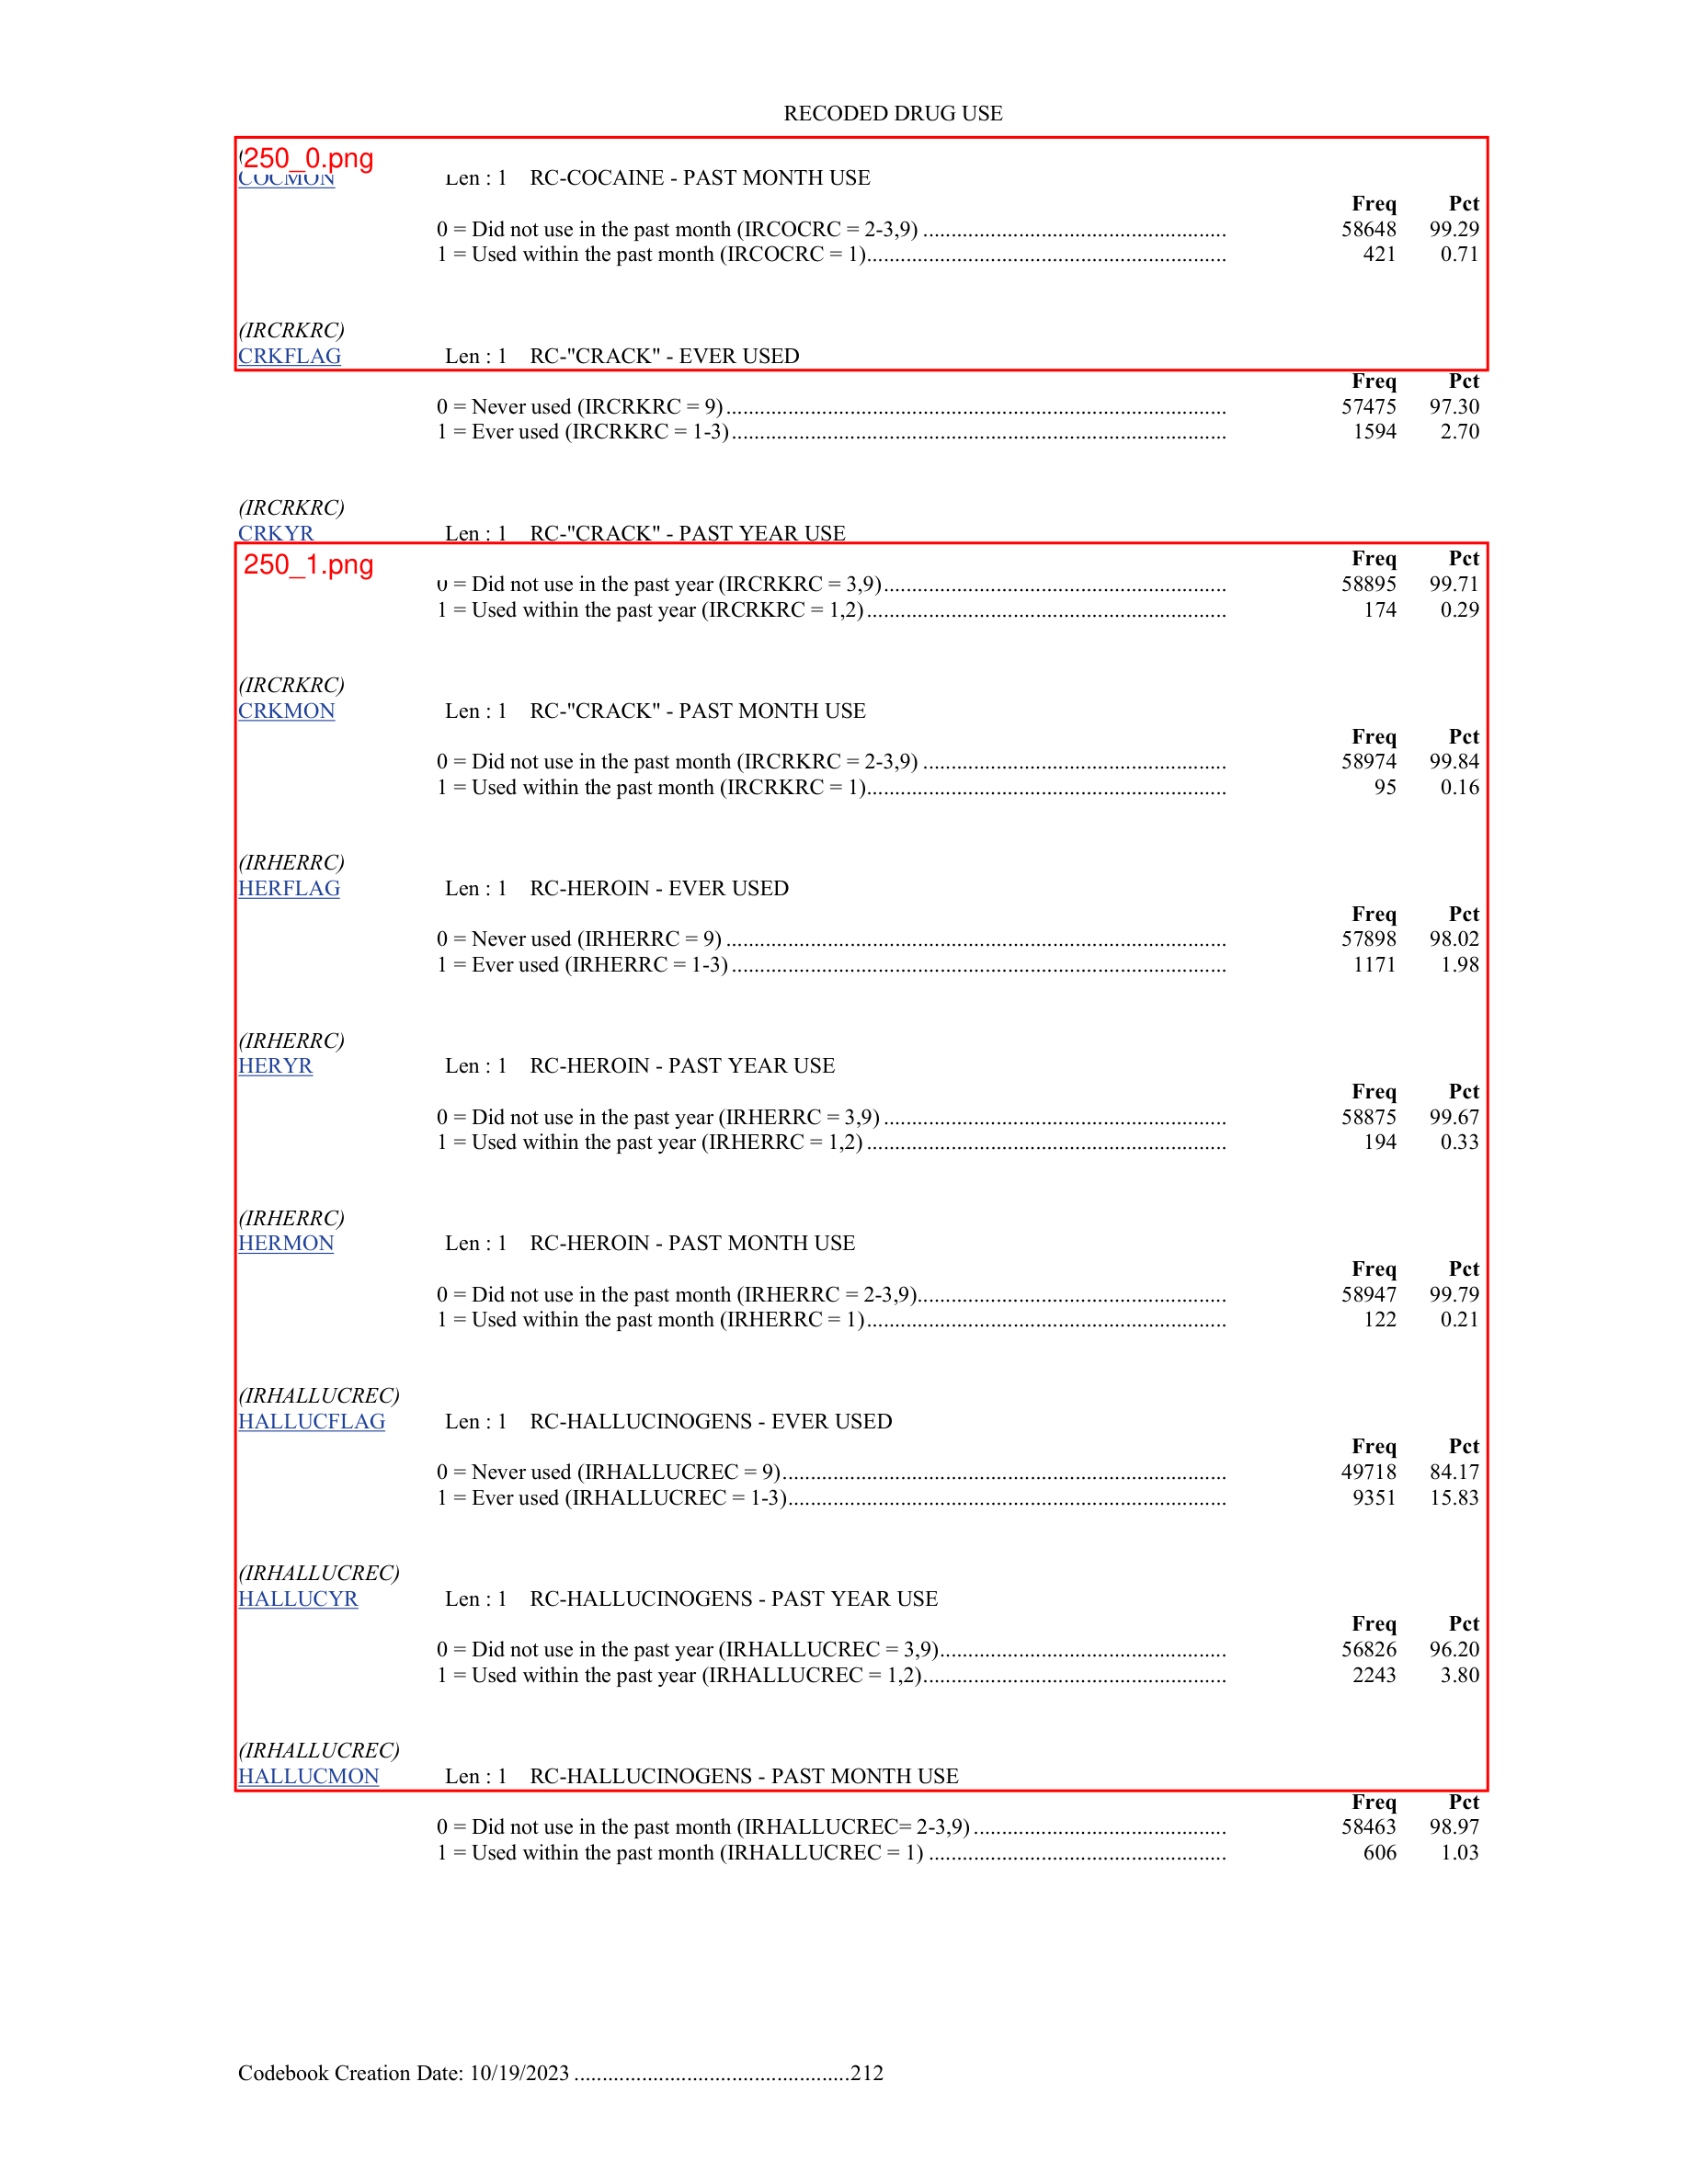 RECODED DRUG USE
250_0.png
COCMON Len : 1 RC-COCAINE - PAST MONTH USE
Freq Pct
0 = Did not use in the past month (IRCOCRC = 2-3,9) ...................................................... 58648 99.29
1 = Used within the past month (IRCOCRC = 1)................................................................ 421 0.71
(IRCRKRC)
CRKFLAG Len : 1 RC-"CRACK" - EVER USED
Freq Pct
0 = Never used (IRCRKRC = 9)......................................................................................... 57475 97.30
1 = Ever used (IRCRKRC = 1-3)........................................................................................ 1594 2.70
(IRCRKRC)
CRKYR Len : 1 RC-"CRACK" - PAST YEAR USE
250_1.png
Freq Pct
0 = Did not use in the past year (IRCRKRC = 3,9)............................................................. 58895 99.71
1 = Used within the past year (IRCRKRC = 1,2)................................................................ 174 0.29
(IRCRKRC)
CRKMON Len : 1 RC-"CRACK" - PAST MONTH USE
Freq Pct
0 = Did not use in the past month (IRCRKRC = 2-3,9) ...................................................... 58974 99.84
1 = Used within the past month (IRCRKRC = 1)................................................................ 95 0.16
(IRHERRC)
HERFLAG Len : 1 RC-HEROIN - EVER USED
Freq Pct
0 = Never used (IRHERRC = 9) ......................................................................................... 57898 98.02
1 = Ever used (IRHERRC = 1-3)........................................................................................ 1171 1.98
(IRHERRC)
HERYR Len : 1 RC-HEROIN - PAST YEAR USE
Freq Pct
0 = Did not use in the past year (IRHERRC = 3,9)............................................................. 58875 99.67
1 = Used within the past year (IRHERRC = 1,2)................................................................ 194 0.33
(IRHERRC)
HERMON Len : 1 RC-HEROIN - PAST MONTH USE
Freq Pct
0 = Did not use in the past month (IRHERRC = 2-3,9)....................................................... 58947 99.79
1 = Used within the past month (IRHERRC = 1)................................................................ 122 0.21
(IRHALLUCREC)
HALLUCFLAG Len : 1 RC-HALLUCINOGENS - EVER USED
Freq Pct
0 = Never used (IRHALLUCREC = 9)............................................................................... 49718 84.17
1 = Ever used (IRHALLUCREC = 1-3).............................................................................. 9351 15.83
(IRHALLUCREC)
HALLUCYR Len : 1 RC-HALLUCINOGENS - PAST YEAR USE
Freq Pct
0 = Did not use in the past year (IRHALLUCREC = 3,9)................................................... 56826 96.20
1 = Used within the past year (IRHALLUCREC = 1,2)...................................................... 2243 3.80
(IRHALLUCREC)
HALLUCMON Len : 1 RC-HALLUCINOGENS - PAST MONTH USE
Freq Pct
0 = Did not use in the past month (IRHALLUCREC= 2-3,9)............................................. 58463 98.97
1 = Used within the past month (IRHALLUCREC = 1) ..................................................... 606 1.03
Codebook Creation Date: 10/19/2023 .................................................212